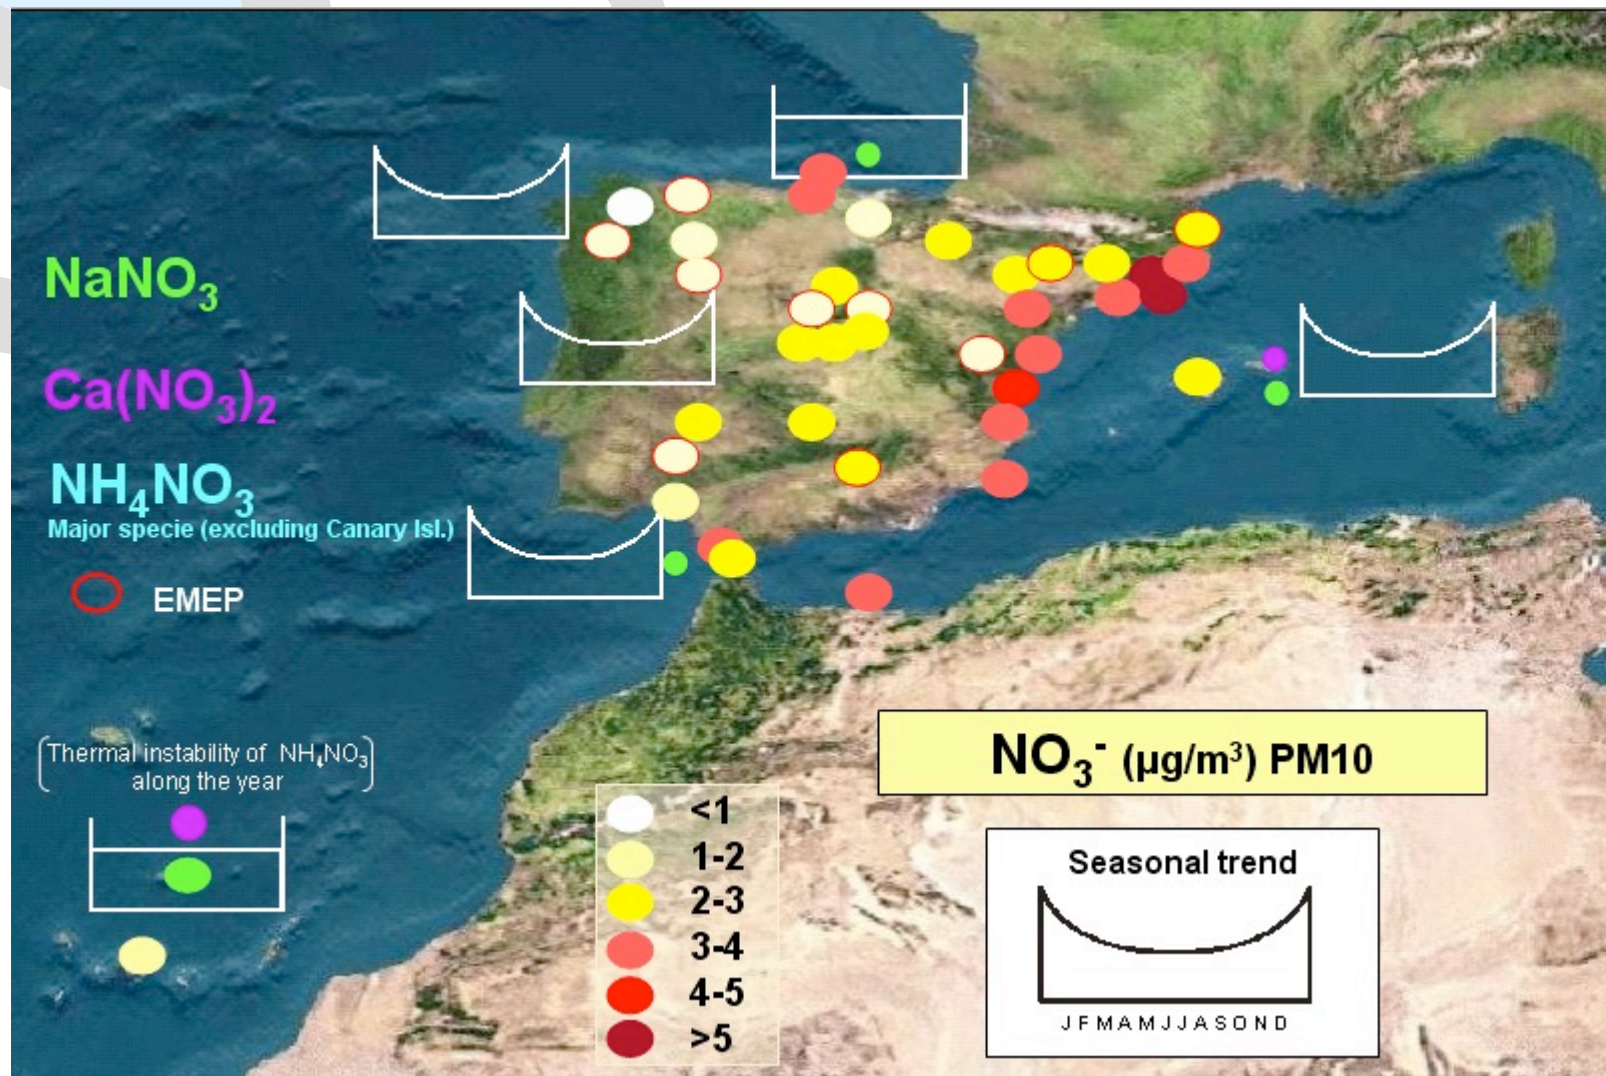 NaNO₃
Ca(NO₃)₂
NH₄NO₃
Major specie (excluding Canary Isl.)
EMEP
Thermal instability of NH₄NO₃
along the year
<1
1-2
2-3
3-4
4-5
>5
NO₃⁻ (µg/m³) PM10
Seasonal trend
J F M A M J J A S O N D